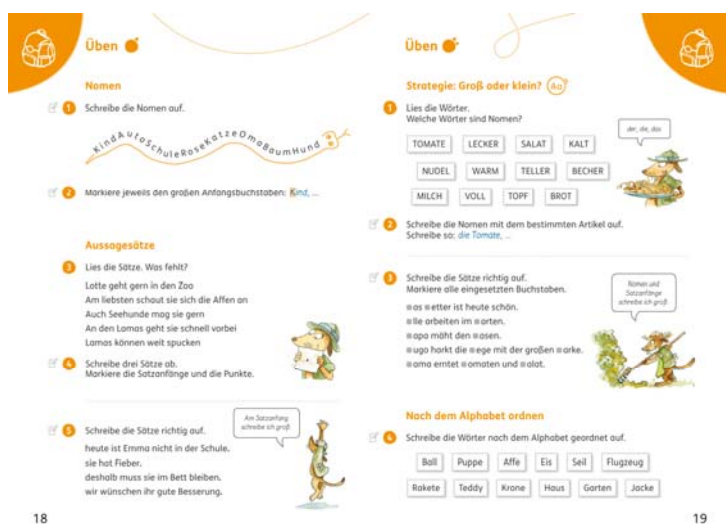 Üben
Nomen
1 Schreibe die Nomen auf.
KindAutoSchuleRoseKatzeOmaBaumHund
2 Markiere jeweils den großen Anfangsbuchstaben: Kind, ...
Aussagesätze
3 Lies die Sätze. Was fehlt?
Lotte geht gern in den Zoo
Am liebsten schaut sie sich die Affen an
Auch Seehunde mag sie gern
An den Lamas geht sie schnell vorbei
Lamas können weit spucken
4 Schreibe drei Sätze ab.
Markiere die Satzanfänge und die Punkte.
Am Satzanfang
schreibe ich groß.
5 Schreibe die Sätze richtig auf.
heute ist Emma nicht in der Schule.
sie hat Fieber.
deshalb muss sie im Bett bleiben.
wir wünschen ihr gute Besserung.
18
Üben
Strategie: Groß oder klein? Aa
1 Lies die Wörter.
Welche Wörter sind Nomen?
der, die, das
TOMATE LECKER SALAT KALT
NUDEL WARM TELLER BECHER
MILCH VOLL TOPF BROT
2 Schreibe die Nomen mit dem bestimmten Artikel auf.
Schreibe so: die Tomate, ...
3 Schreibe die Sätze richtig auf.
Markiere alle eingesetzten Buchstaben.
Nomen und
Satzanfänge
schreibe ich groß.
▪as ▪etter ist heute schön.
▪lle arbeiten im ▪arten.
▪apa mäht den ▪asen.
▪ugo harkt die ▪ege mit der großen ▪arke.
▪ama erntet ▪omaten und ▪alat.
Nach dem Alphabet ordnen
4 Schreibe die Wörter nach dem Alphabet geordnet auf.
Ball Puppe Affe Eis Seil Flugzeug
Rakete Teddy Krone Haus Garten Jacke
19